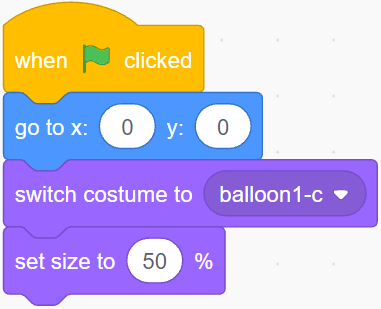 when clicked
go to x: 0 y: 0
switch costume to balloon1-c
set size to 50 %